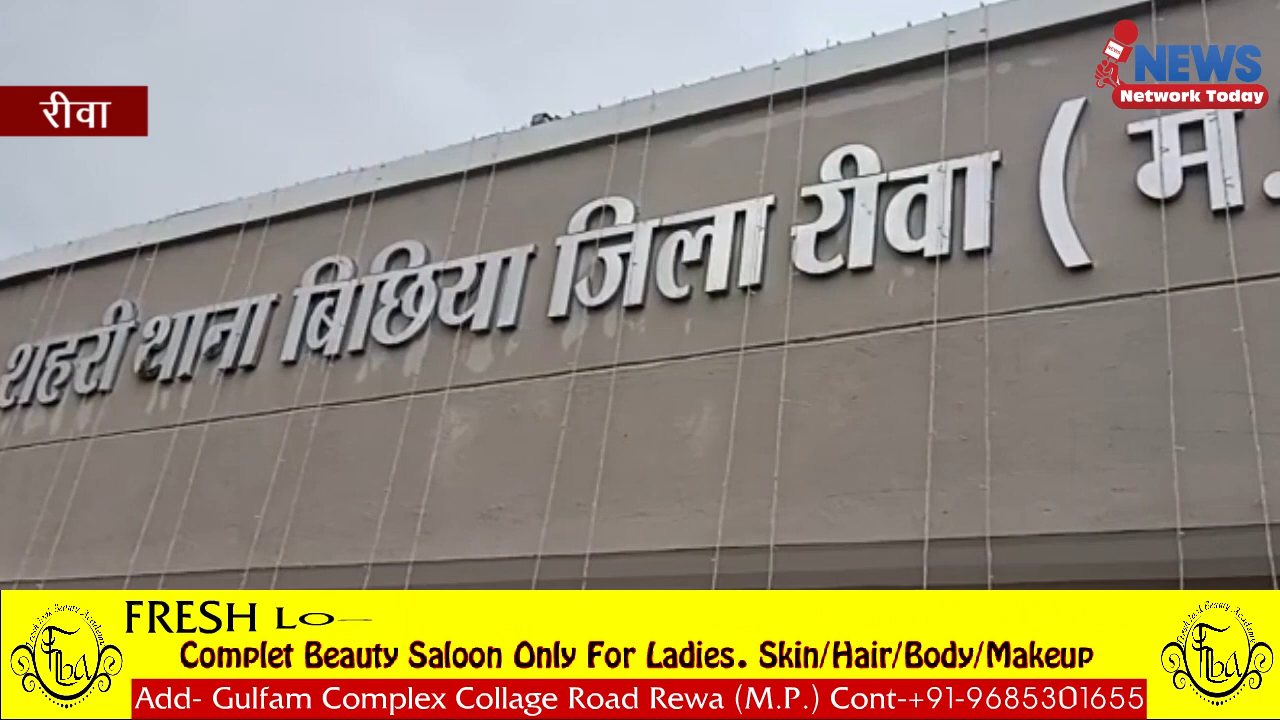 NEWS
NEWS
Network Today
रीवा
शहरी थाना बिछिया जिला रीवा ( म.
FRESH LO
Complet Beauty Saloon Only For Ladies. Skin/Hair/Body/Makeup
Add- Gulfam Complex Collage Road Rewa (M.P.) Cont-+91-9685301655